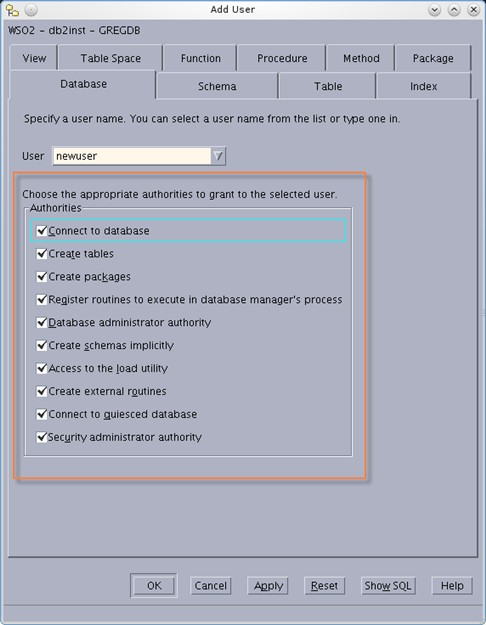 Add User
WSO2 - db2inst - GREGDB
View Table Space Function Procedure Method Package
Database Schema Table Index
Specify a user name. You can select a user name from the list or type one in.
User newuser
Choose the appropriate authorities to grant to the selected user.
Authorities
Connect to database
Create tables
Create packages
Register routines to execute in database manager's process
Database administrator authority
Create schemas implicitly
Access to the load utility
Create external routines
Connect to quiesced database
Security administrator authority
OK Cancel Apply Reset Show SQL Help